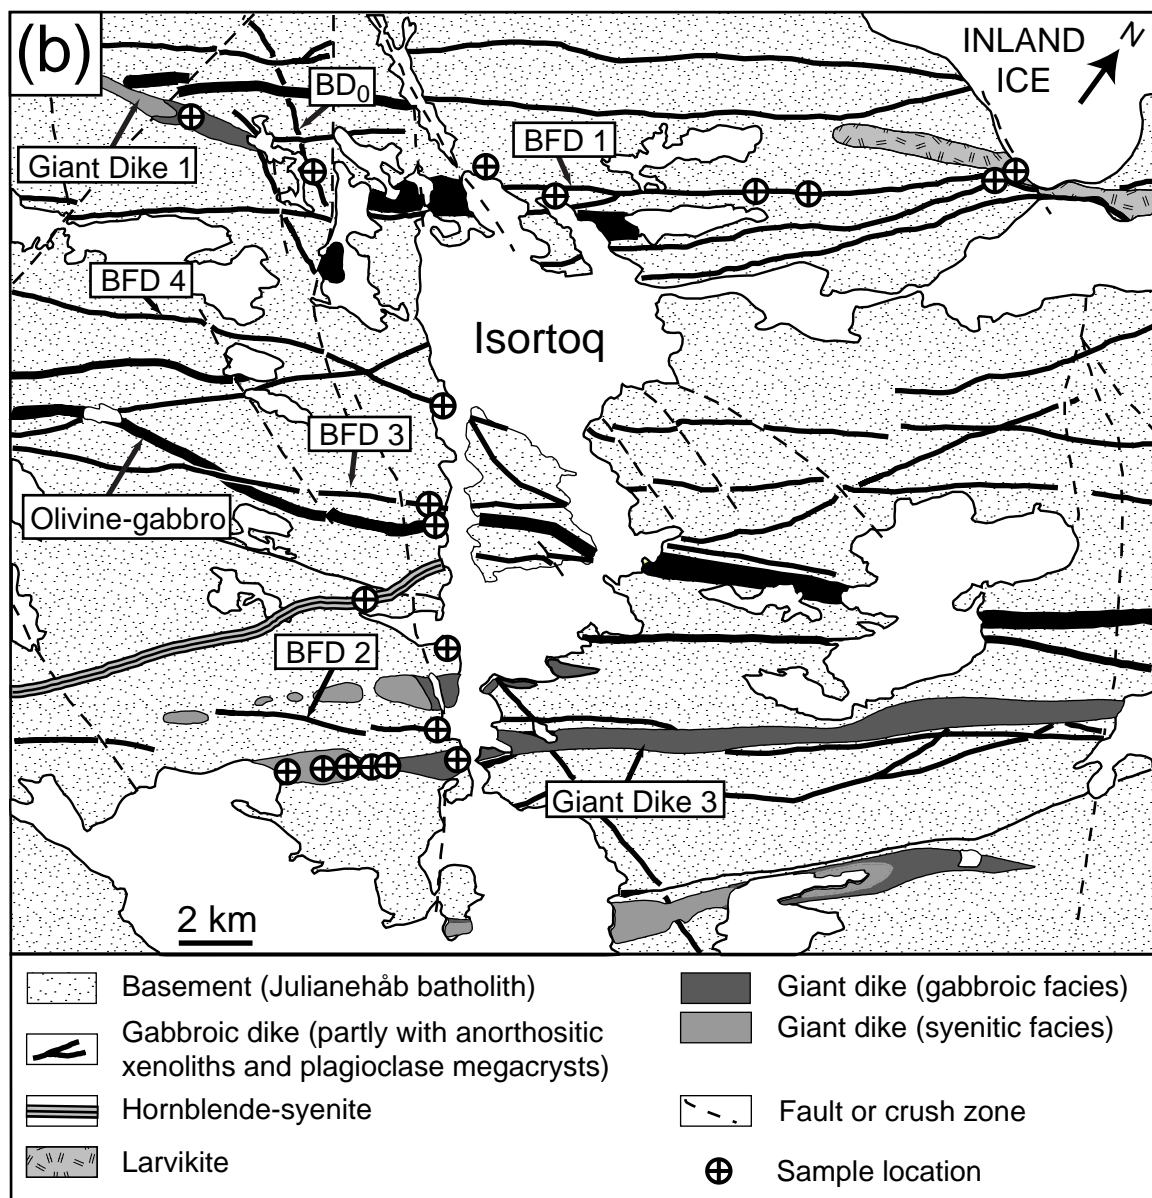 (b)
INLAND
ICE
N
BD0
BFD 1
Giant Dike 1
BFD 4
Isortoq
BFD 3
Olivine-gabbro
BFD 2
Giant Dike 3
2 km
Basement (Julianehåb batholith)
Gabbroic dike (partly with anorthositic
xenoliths and plagioclase megacrysts)
Hornblende-syenite
Larvikite
Giant dike (gabbroic facies)
Giant dike (syenitic facies)
Fault or crush zone
Sample location